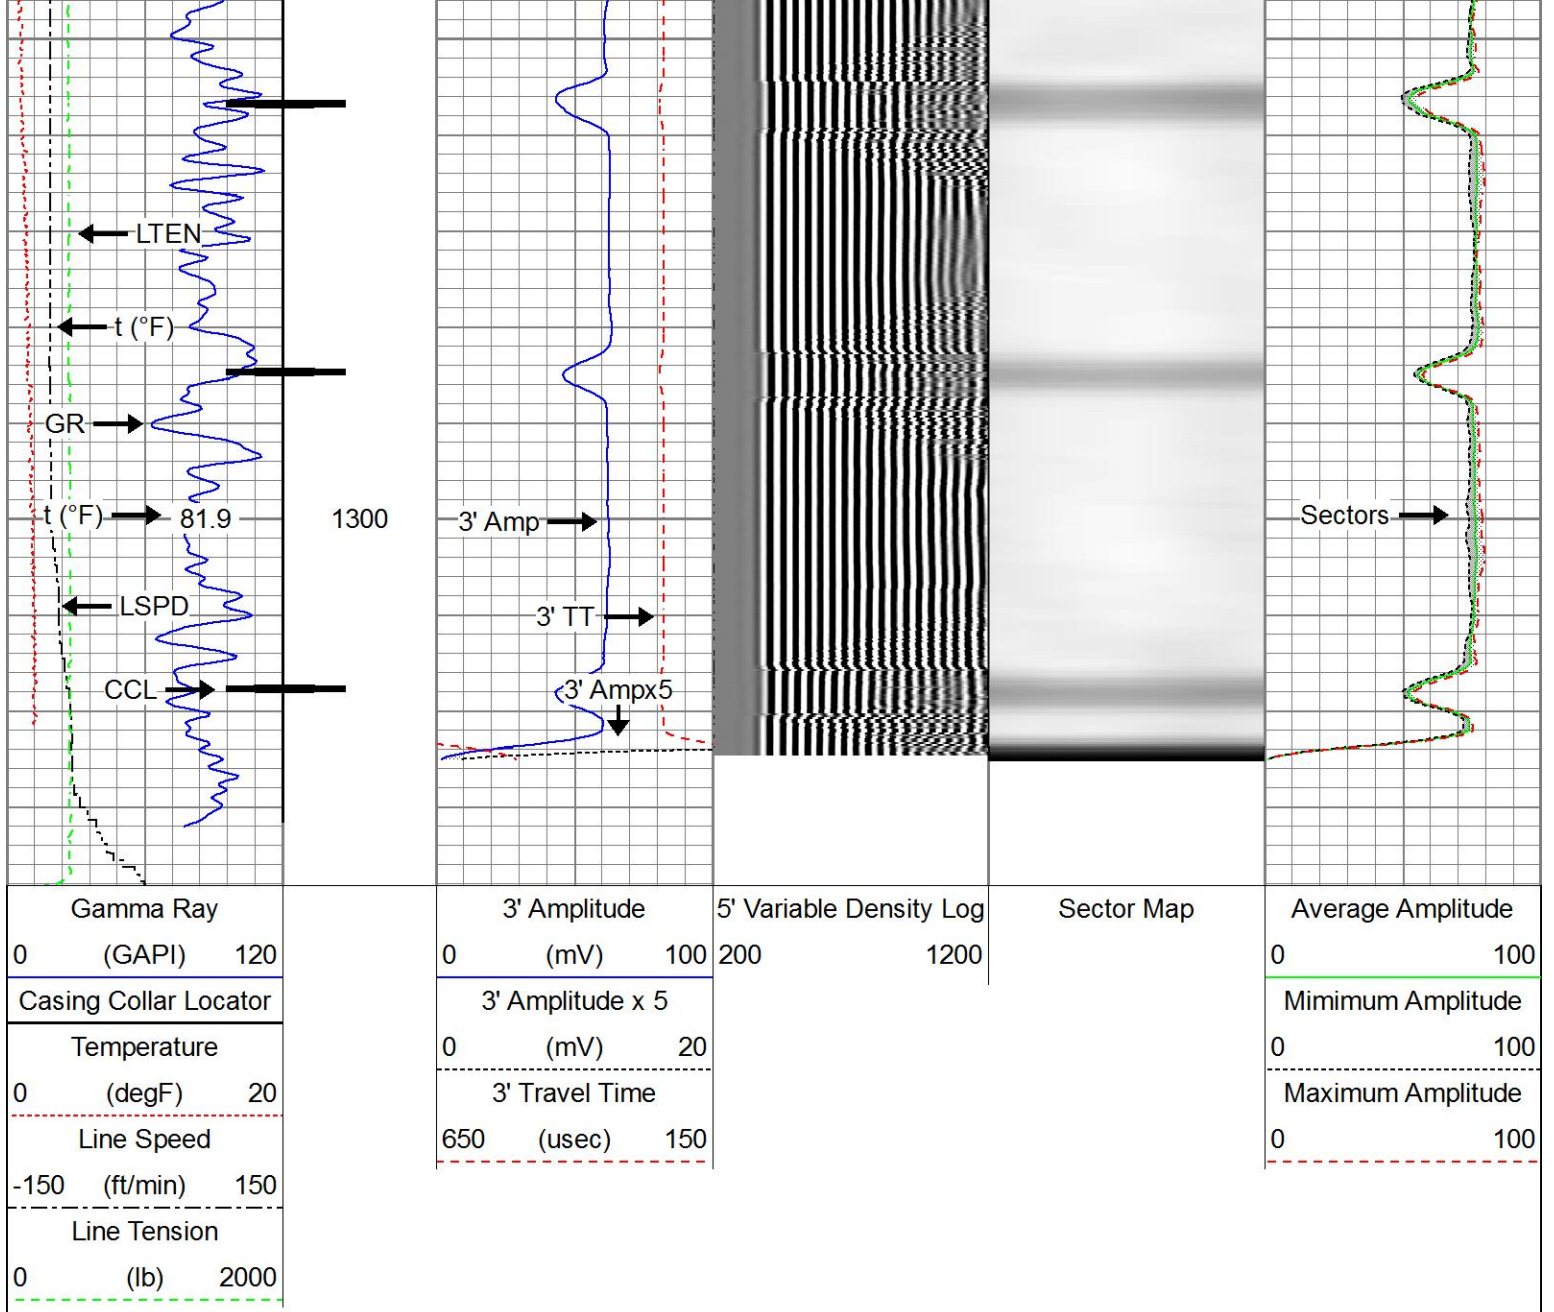 LTEN
t (°F)
GR
t (°F) 81.9 1300
3' Amp
Sectors
LSPD
3' TT
CCL
3' Ampx5
Gamma Ray
0 (GAPI) 120
Casing Collar Locator
Temperature
0 (degF) 20
Line Speed
-150 (ft/min) 150
Line Tension
0 (lb) 2000
3' Amplitude
0 (mV) 100
3' Amplitude x 5
0 (mV) 20
3' Travel Time
650 (usec) 150
5' Variable Density Log
200 1200
Sector Map
Average Amplitude
0 100
Mimimum Amplitude
0 100
Maximum Amplitude
0 100